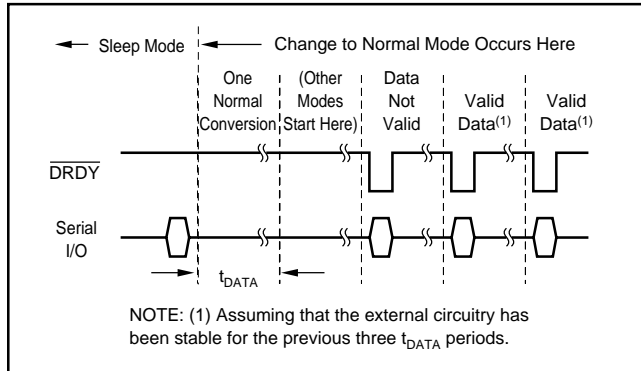 Sleep Mode
Change to Normal Mode Occurs Here
One
Normal
Conversion
(Other
Modes
Start Here)
Data
Not
Valid
Valid
Data(1)
Valid
Data(1)
DRDY
Serial
I/O
tDATA
NOTE: (1) Assuming that the external circuitry has
been stable for the previous three tDATA periods.